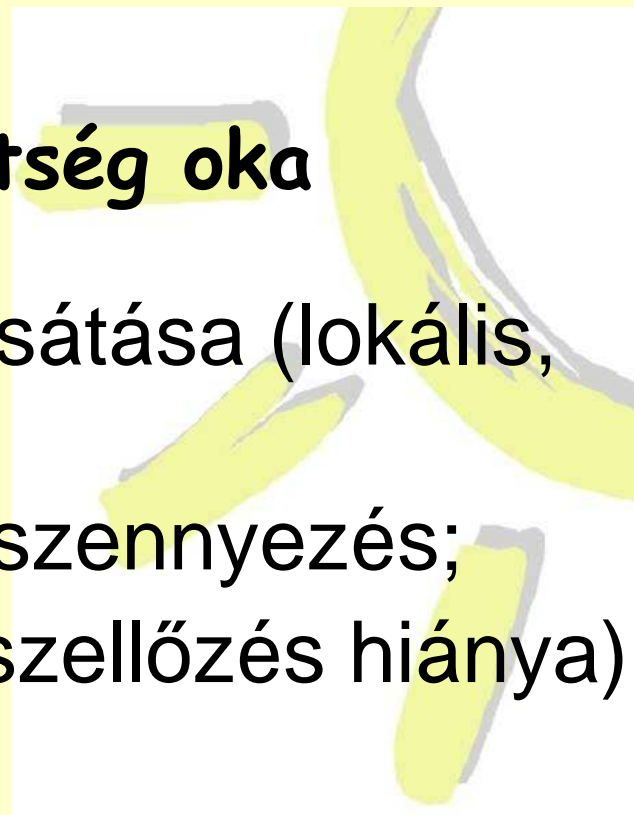 tség oka
sátása (lokális,
szennyezés;
szellőzés hiánya)